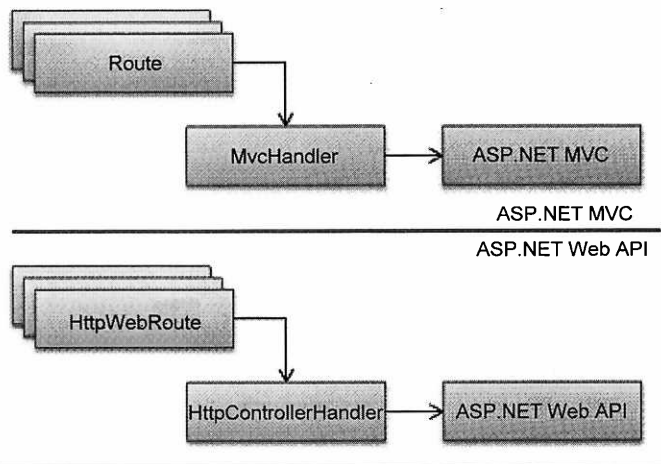 Route
MvcHandler
ASP.NET MVC
ASP.NET MVC
ASP.NET Web API
HttpWebRoute
HttpControllerHandler
ASP.NET Web API